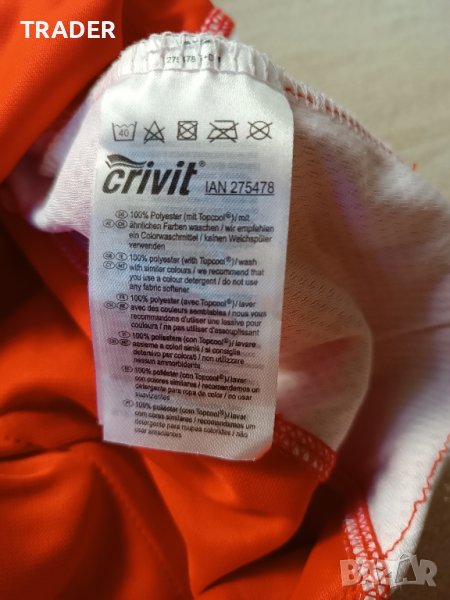 TRADER
40
crivit®
IAN 275478
100% Polyester (mit Topcool®)/ mit
ähnlichen Farben waschen / wir empfehlen
ein Colorwaschmittel / keinen Weichspüler
verwenden
100% polyester (with Topcool®) / wash
with similar colours / we recommend
you use a colour detergent / do not use
any fabric softener
100% polyester (avec Topcool®)/ laver
avec des couleurs semblables / nous vous
recommandons d'utiliser une lessive pour
couleurs / ne pas utiliser d'assouplissant
100% poliestere (con Topcool®)/ lavare
assieme a colori simili / si consiglia
detersivo per colorati / non utilizzare
nessun ammorbidente
100% poliéster (con Topcool®)/ lavar
con colores similares / recomendamos un
detergente para ropa de color / no usar
suavizantes
100% poliéster (com Topcool®)/ lavar
com cores similares / recomendamos um
detergente para roupas coloridas / não
usar amaciador
bazar